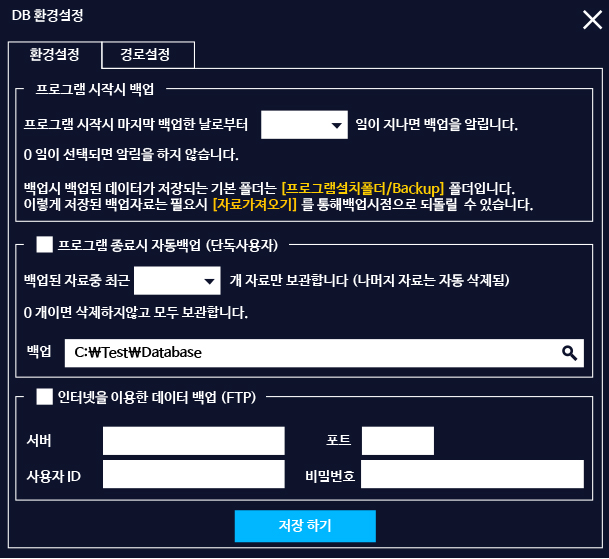 DB 환경설정
환경설정 경로설정
프로그램 시작시 백업
프로그램 시작시 마지막 백업한 날로부터 일이 지나면 백업을 알립니다.
0 일이 선택되면 알림을 하지 않습니다.
백업시 백업된 데이터가 저장되는 기본 폴더는 [프로그램설치폴더/Backup] 폴더입니다.
이렇게 저장된 백업자료는 필요시 [자료가져오기] 를 통해백업시점으로 되돌릴 수 있습니다.
프로그램 종료시 자동백업 (단독사용자)
백업된 자료중 최근 개 자료만 보관합니다 (나머지 자료는 자동 삭제됨)
0 개이면 삭제하지않고 모두 보관합니다.
백업 C:₩Test₩Database
인터넷을 이용한 데이터 백업 (FTP)
서버 포트
사용자 ID 비밀번호
저장 하기